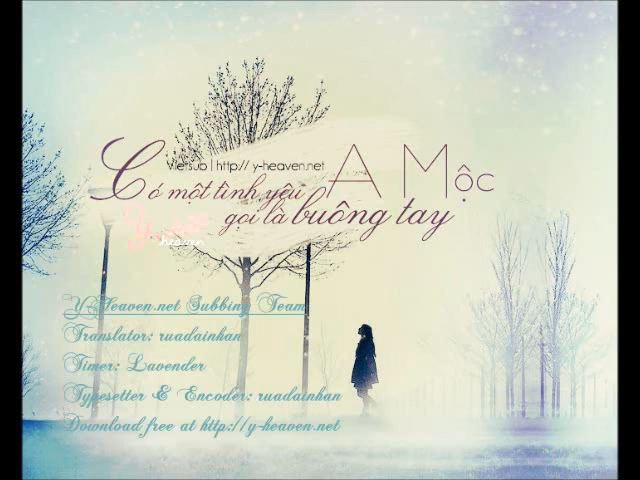 Vietsub | http:// y-heaven.net
A Mộc
Có một tình yêu
gọi là buông tay
Y-Heaven
Y-Heaven.net Subbing Team
Translator: ruadainhan
Timer: Lavender
Typesetter & Encoder: ruadainhan
Download free at http://y-heaven.net